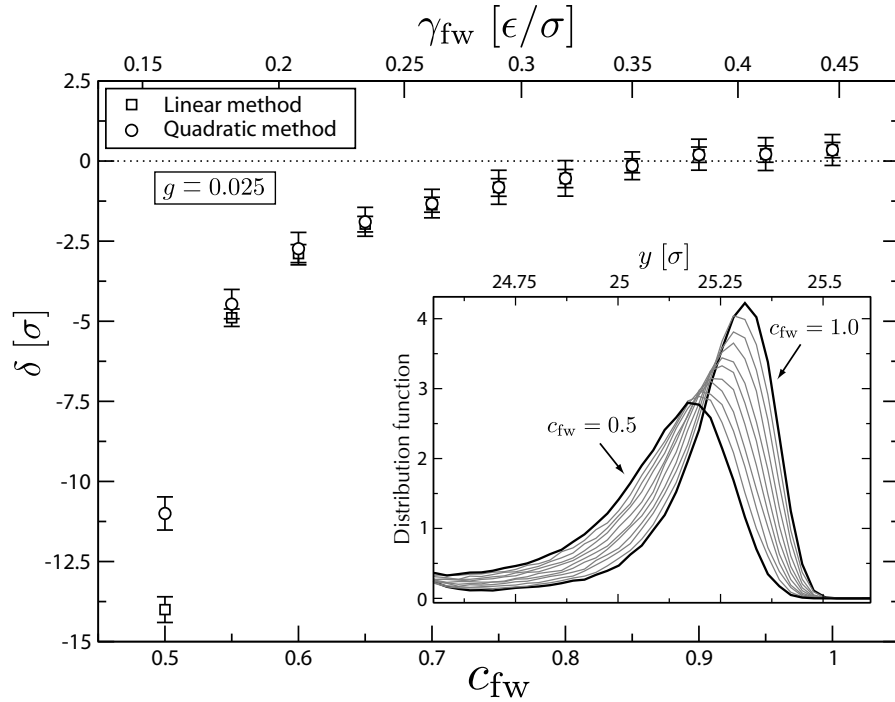 γfw [ϵ/σ]
0.15 0.2 0.25 0.3 0.35 0.4 0.45
2.5
Linear method
Quadratic method
0
g = 0.025
-2.5
-5
-7.5
-10
-12.5
-15
δ [σ]
y [σ]
24.75 25 25.25 25.5
4
3
2
1
0
Distribution function
cfw = 1.0
cfw = 0.5
0.5 0.6 0.7 0.8 0.9 1
cfw